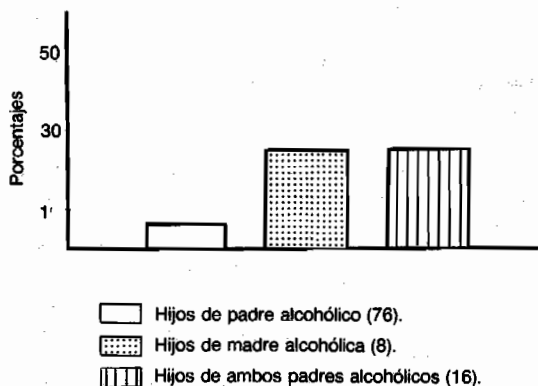 Porcentajes
50
30
1
Hijos de padre alcohólico (76).
Hijos de madre alcohólica (8).
Hijos de ambos padres alcohólicos (16).